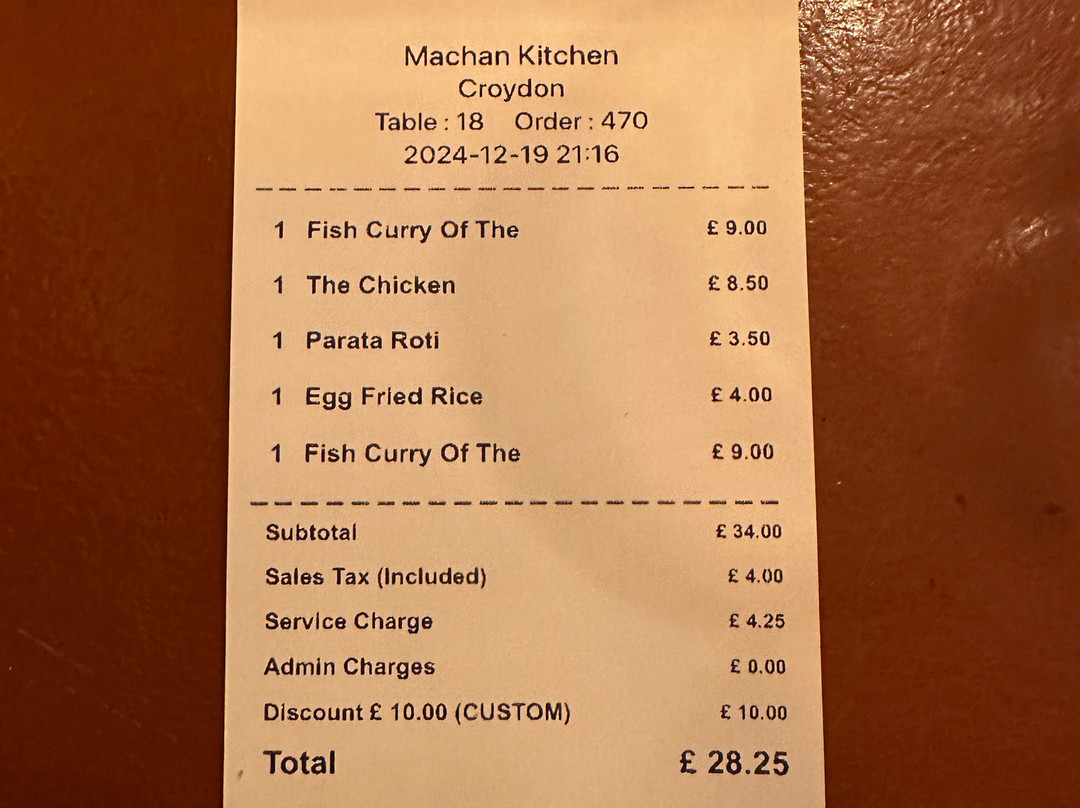 Machan Kitchen
Croydon
Table : 18 Order : 470
2024-12-19 21:16
1 Fish Curry Of The £ 9.00
1 The Chicken £ 8.50
1 Parata Roti £ 3.50
1 Egg Fried Rice £ 4.00
1 Fish Curry Of The £ 9.00
Subtotal £ 34.00
Sales Tax (Included) £ 4.00
Service Charge £ 4.25
Admin Charges £ 0.00
Discount £ 10.00 (CUSTOM) £ 10.00
Total £ 28.25